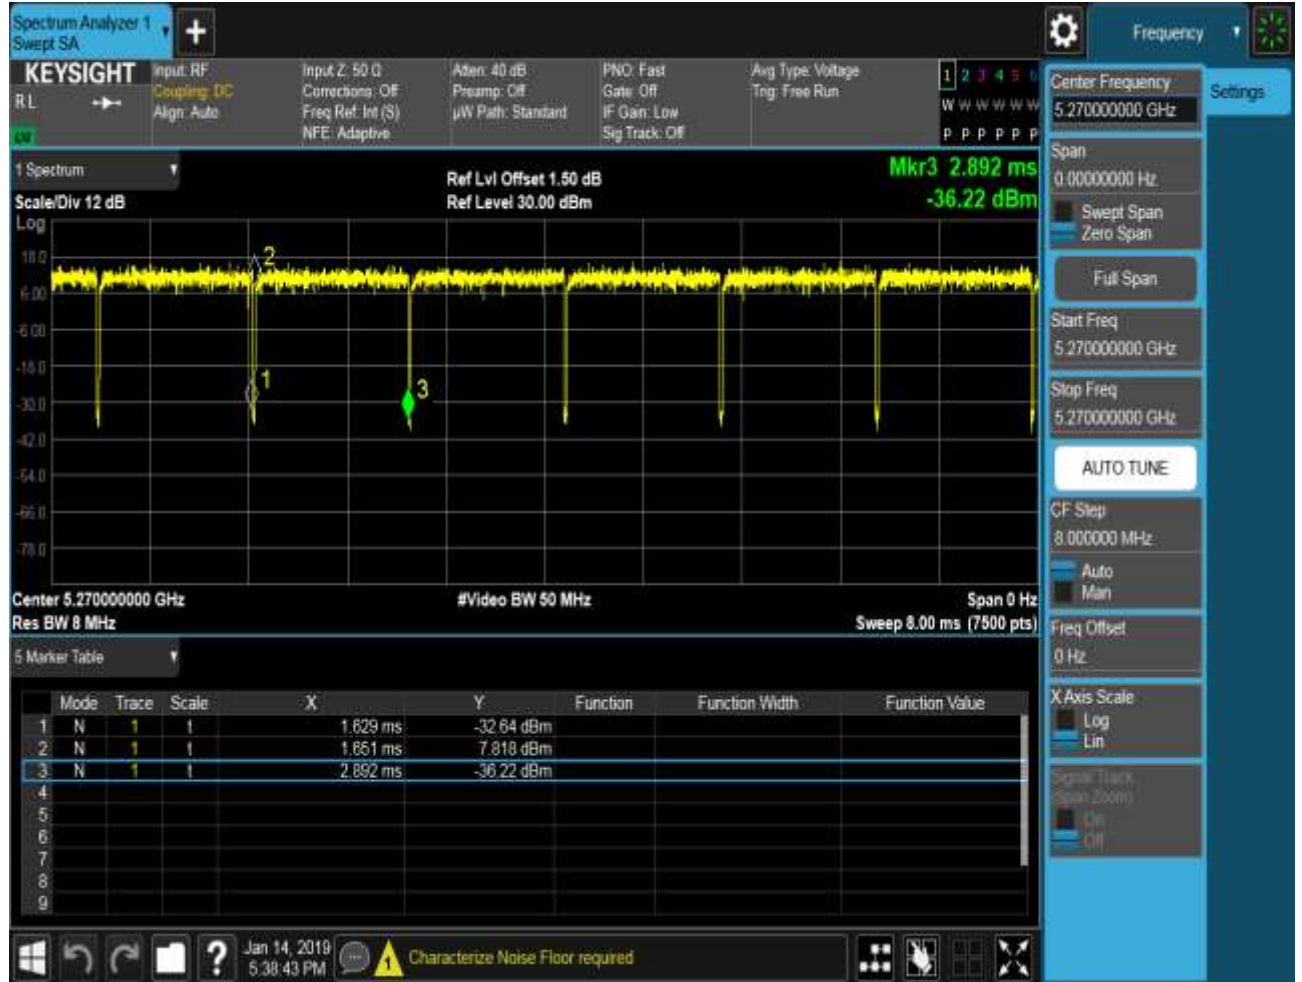 Spectrum Analyzer 1
Swept SA
+
Frequency
KEYSIGHT
RL
Input: RF
Coupling: DC
Align: Auto
Input Z: 50 Ω
Corrections: Off
Freq Ref: Int (S)
NFE: Adaptive
Atten: 40 dB
Preamp: Off
µW Path: Standard
PNO: Fast
Gate: Off
IF Gain: Low
Sig Track: Off
Avg Type: Voltage
Trig: Free Run
1 2 3 4 5 6
W W W W W W
P P P P P P
1 Spectrum
Scale/Div 12 dB
Log
Ref Lvl Offset 1.50 dB
Ref Level 30.00 dBm
Mkr3 2.892 ms
-36.22 dBm
18.0
6.00
-6.00
-18.0
-30.0
-42.0
-54.0
-66.0
-78.0
2
1
3
Center 5.270000000 GHz
#Video BW 50 MHz
Span 0 Hz
Res BW 8 MHz
Sweep 8.00 ms (7500 pts)
5 Marker Table
Mode Trace Scale X Y Function Function Width Function Value
1 N 1 t 1.629 ms -32.64 dBm
2 N 1 t 1.651 ms 7.818 dBm
3 N 1 t 2.892 ms -36.22 dBm
4
5
6
7
8
9
Center Frequency
5.270000000 GHz
Settings
Span
0.00000000 Hz
Swept Span
Zero Span
Full Span
Start Freq
5.270000000 GHz
Stop Freq
5.270000000 GHz
AUTO TUNE
CF Step
8.000000 MHz
Auto
Man
Freq Offset
0 Hz
X Axis Scale
Log
Lin
Signal Track
(Span Zoom)
On
Off
?
Jan 14, 2019
5:38:43 PM
1
Characterize Noise Floor required